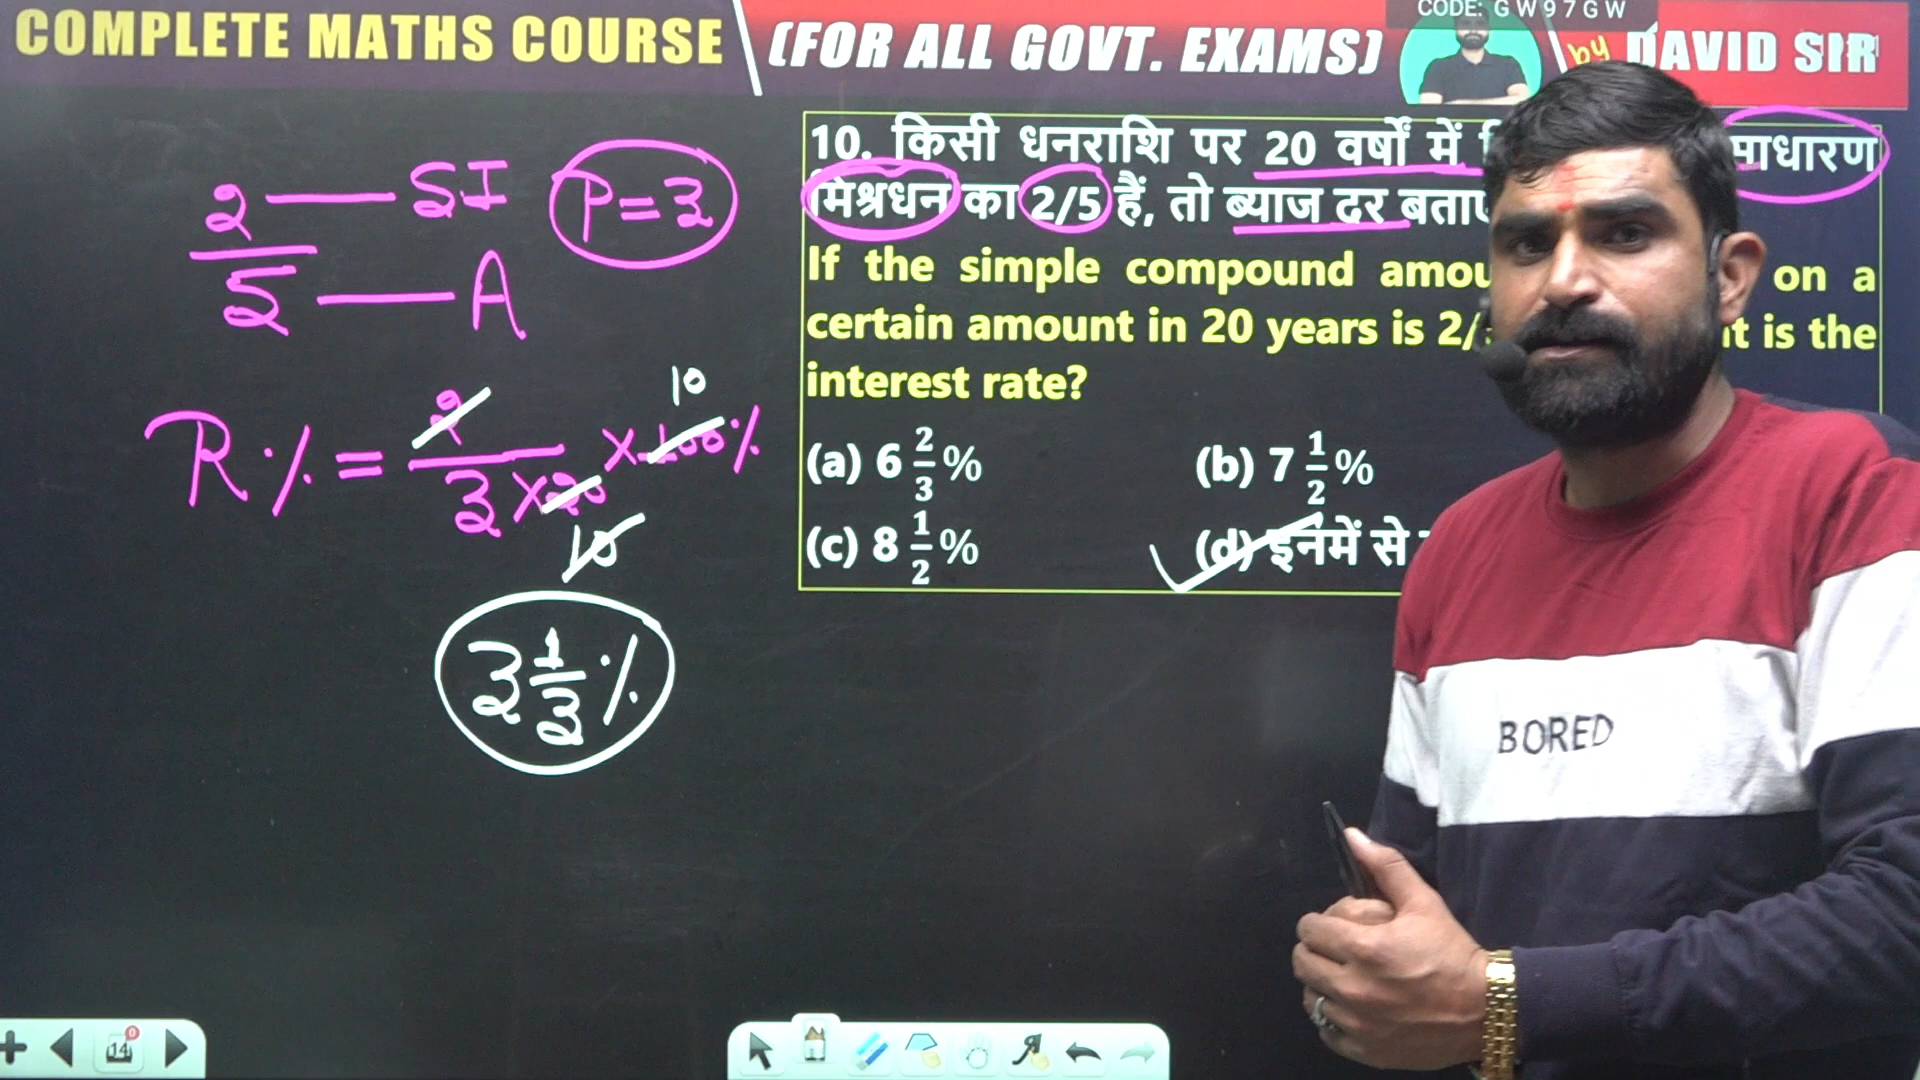 CODE: GW97GW
COMPLETE MATHS COURSE (FOR ALL GOVT. EXAMS) by DAVID SIR
10. किसी धनराशि पर 20 वर्षों में साधारण
मिश्रधन का 2/5 हैं, तो ब्याज दर
If the simple compound on a
certain amount in 20 years is 2/ is the
interest rate?
(a) 6 2/3% (b) 7 1/2%
(c) 8 1/2% (d) इनमें से
2 — SI P=3
5 — A
10
R% = 2/3×20 ×100%
10
3 1/3 %
BORED
14
0